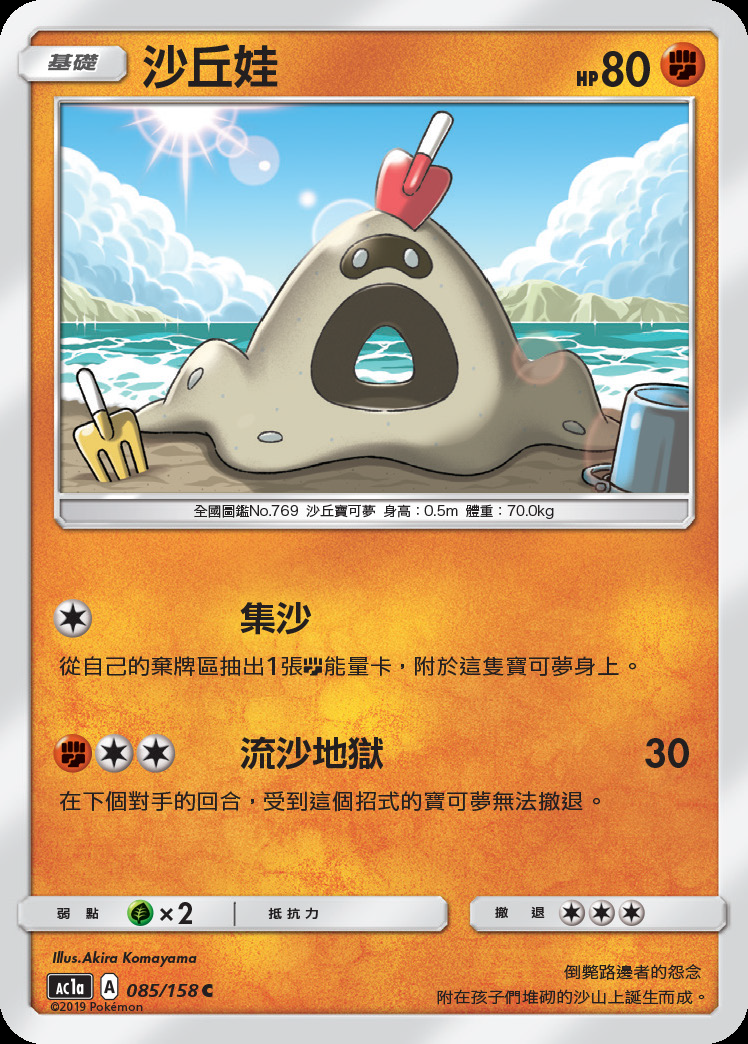 基礎 沙丘娃 HP 80
全國圖鑑No.769 沙丘寶可夢 身高：0.5m 體重：70.0kg
集沙
從自己的棄牌區抽出1張能量卡，附於這隻寶可夢身上。
流沙地獄 30
在下個對手的回合，受到這個招式的寶可夢無法撤退。
弱點 ×2 抵抗力 撤退
Illus.Akira Komayama
倒斃路邊者的怨念
AC1a A 085/158 C
附在孩子們堆砌的沙山上誕生而成。
©2019 Pokémon